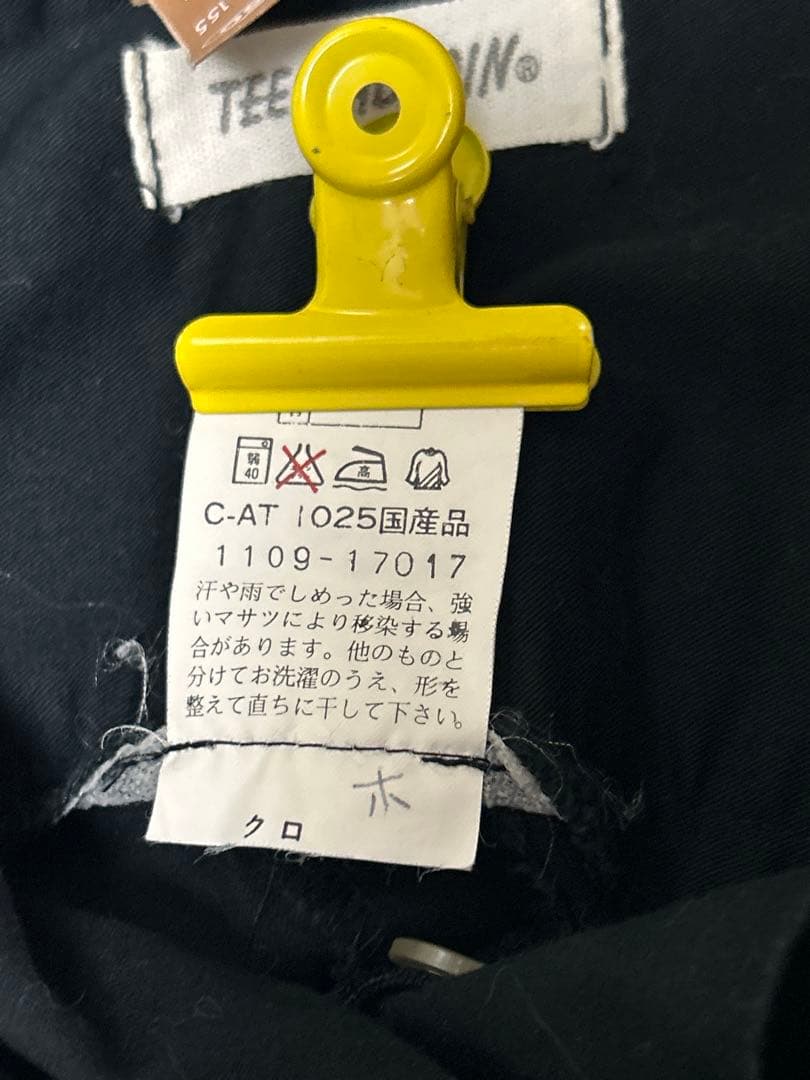 155
弱
40
高
C-AT 1025国産品
1109-17017
汗や雨でしめった場合、強
いマサツにより移染する場
合があります。他のものと
分けてお洗濯のうえ、形を
整えて直ちに干して下さい。
ホ
クロ